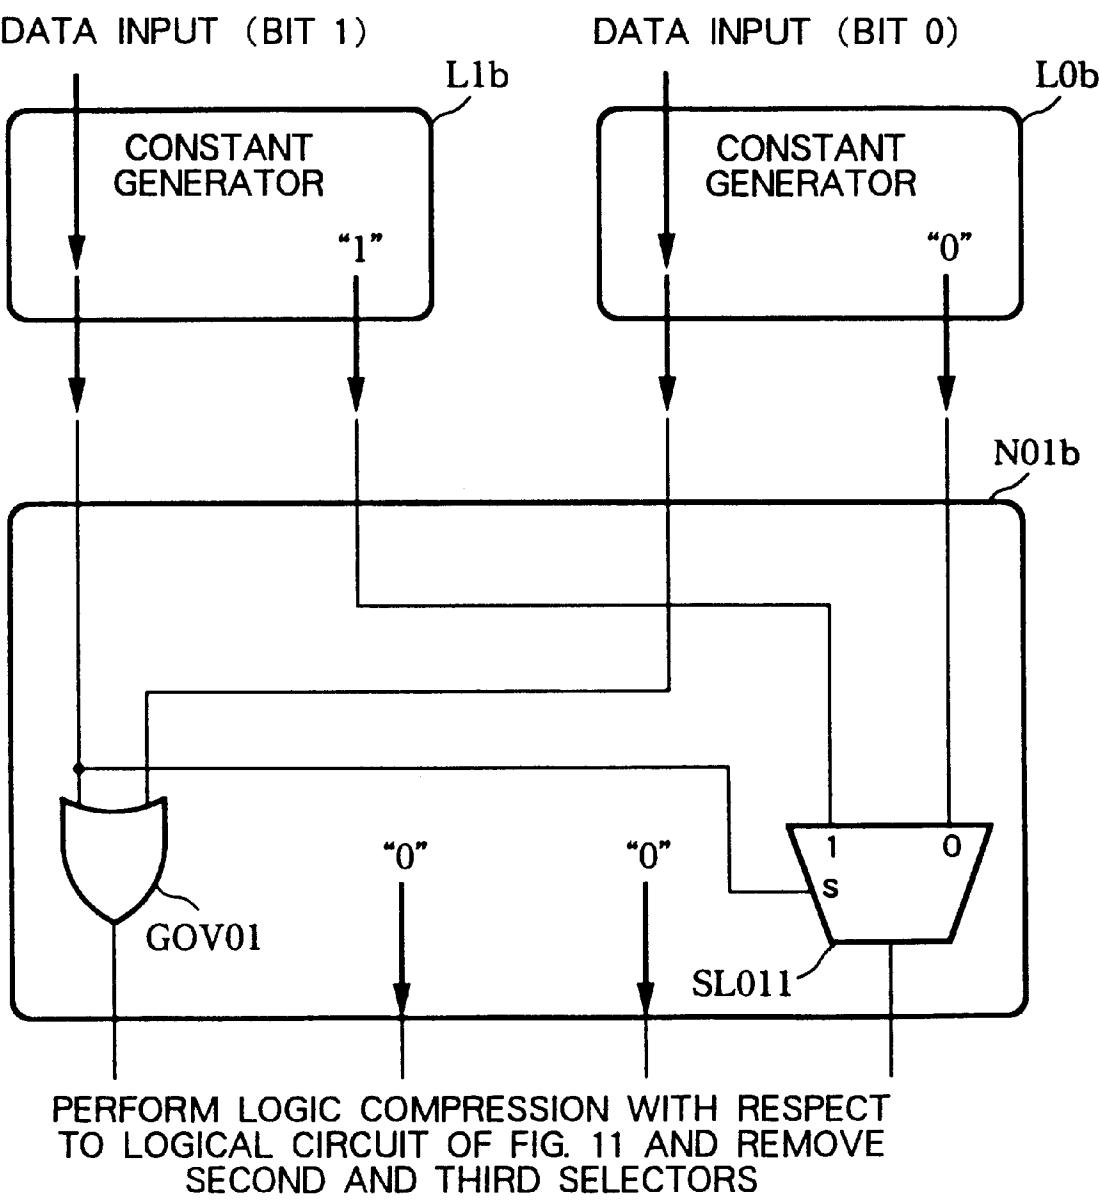 DATA INPUT (BIT 1)
DATA INPUT (BIT 0)
L1b
L0b
CONSTANT
GENERATOR
CONSTANT
GENERATOR
“1”
“0”
N01b
1
0
S
“0”
“0”
GOV01
SL011
PERFORM LOGIC COMPRESSION WITH RESPECT
TO LOGICAL CIRCUIT OF FIG. 11 AND REMOVE
SECOND AND THIRD SELECTORS